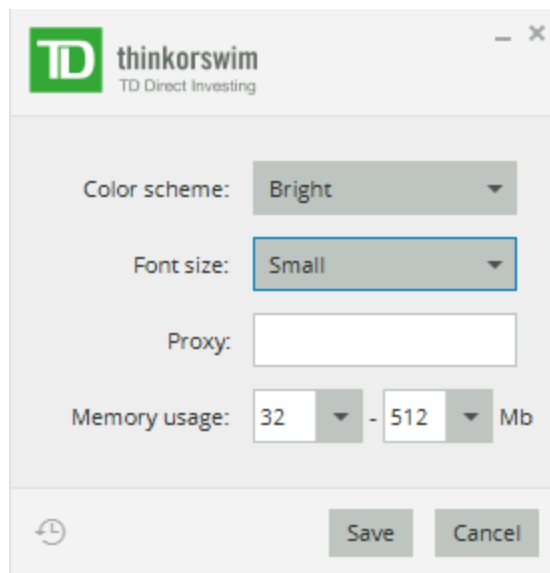 TD
thinkorswim
TD Direct Investing
Color scheme: Bright
Font size: Small
Proxy:
Memory usage: 32 - 512 Mb
Save Cancel